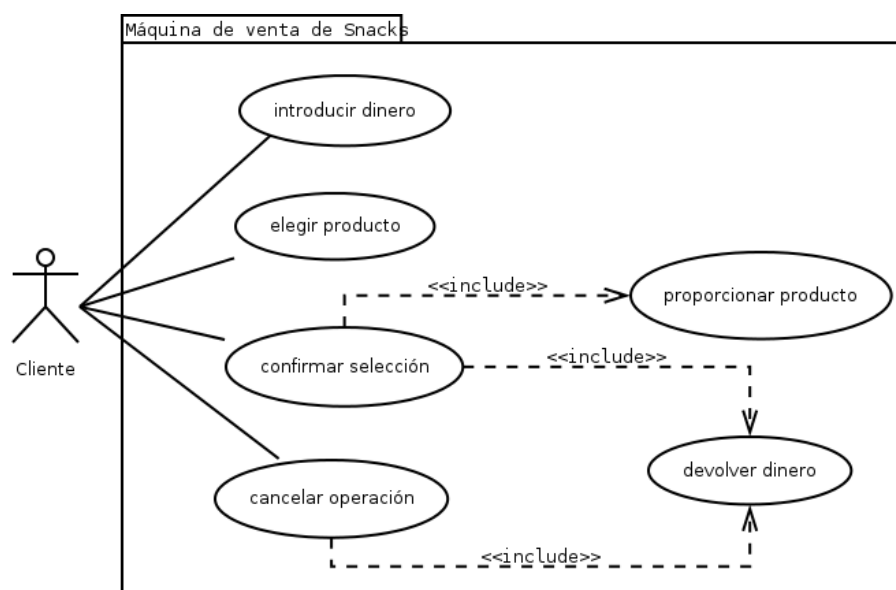 Máquina de venta de Snacks
introducir dinero
elegir producto
<<include>>
proporcionar producto
<<include>>
confirmar selección
Cliente
devolver dinero
cancelar operación
<<include>>